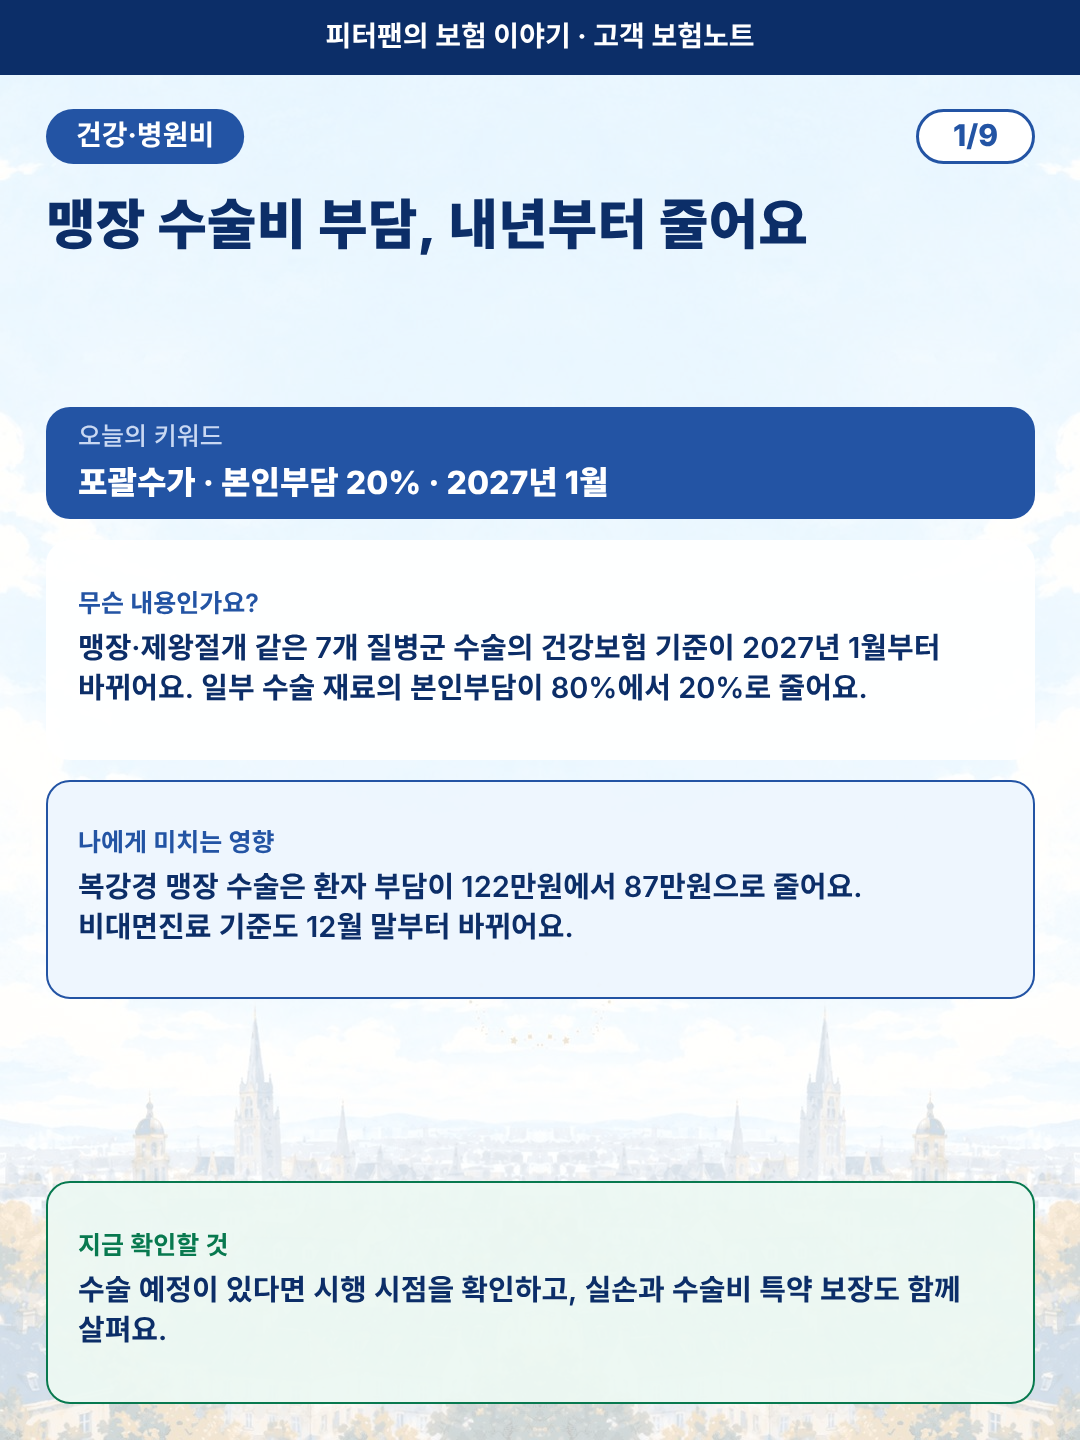 피터팬의 보험 이야기 · 고객 보험노트
건강·병원비
1/9
맹장 수술비 부담, 내년부터 줄어요
오늘의 키워드
포괄수가 · 본인부담 20% · 2027년 1월
무슨 내용인가요?
맹장·제왕절개 같은 7개 질병군 수술의 건강보험 기준이 2027년 1월부터
바뀌어요. 일부 수술 재료의 본인부담이 80%에서 20%로 줄어요.
나에게 미치는 영향
복강경 맹장 수술은 환자 부담이 122만원에서 87만원으로 줄어요.
비대면진료 기준도 12월 말부터 바뀌어요.
지금 확인할 것
수술 예정이 있다면 시행 시점을 확인하고, 실손과 수술비 특약 보장도 함께
살펴요.